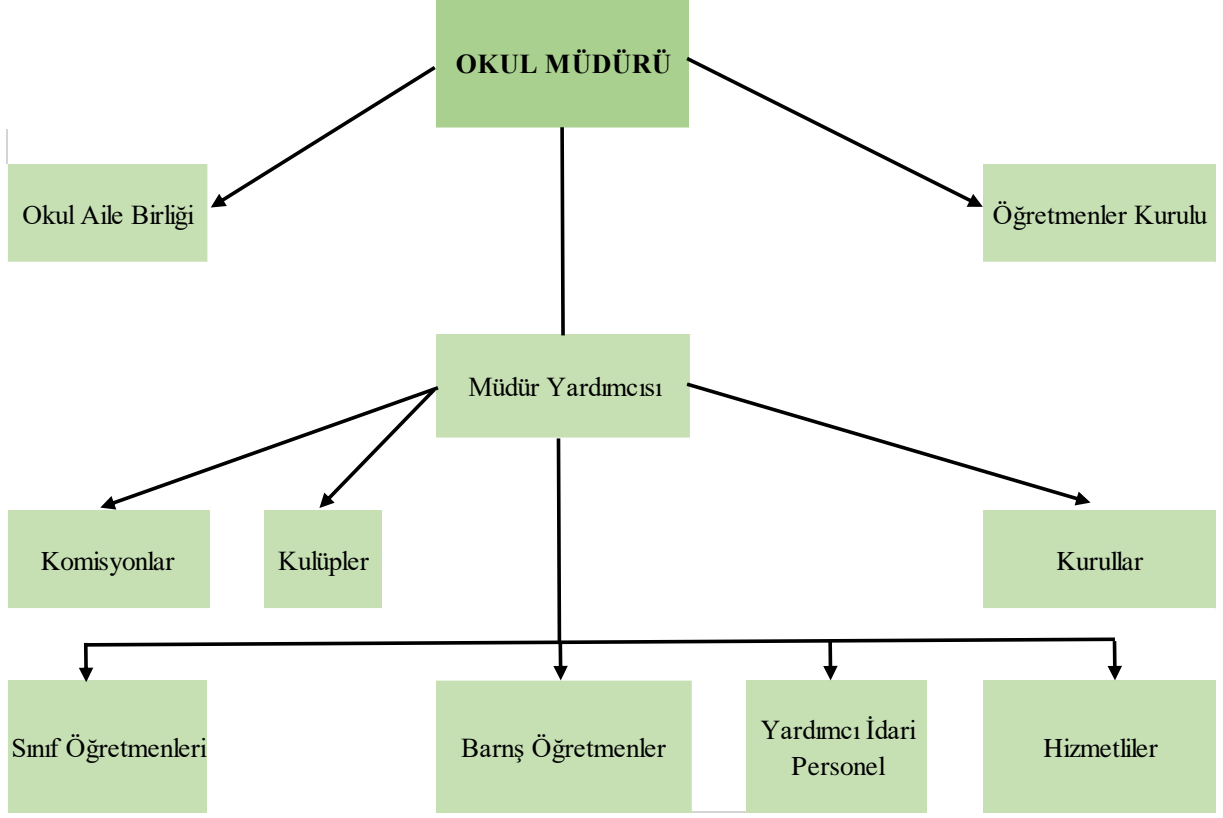 OKUL MÜDÜRÜ
Okul Aile Birliği
Öğretmenler Kurulu
Müdür Yardımcısı
Komisyonlar
Kulüpler
Kurullar
Sınıf Öğretmenleri
Barnş Öğretmenler
Yardımcı İdari
Personel
Hizmetliler